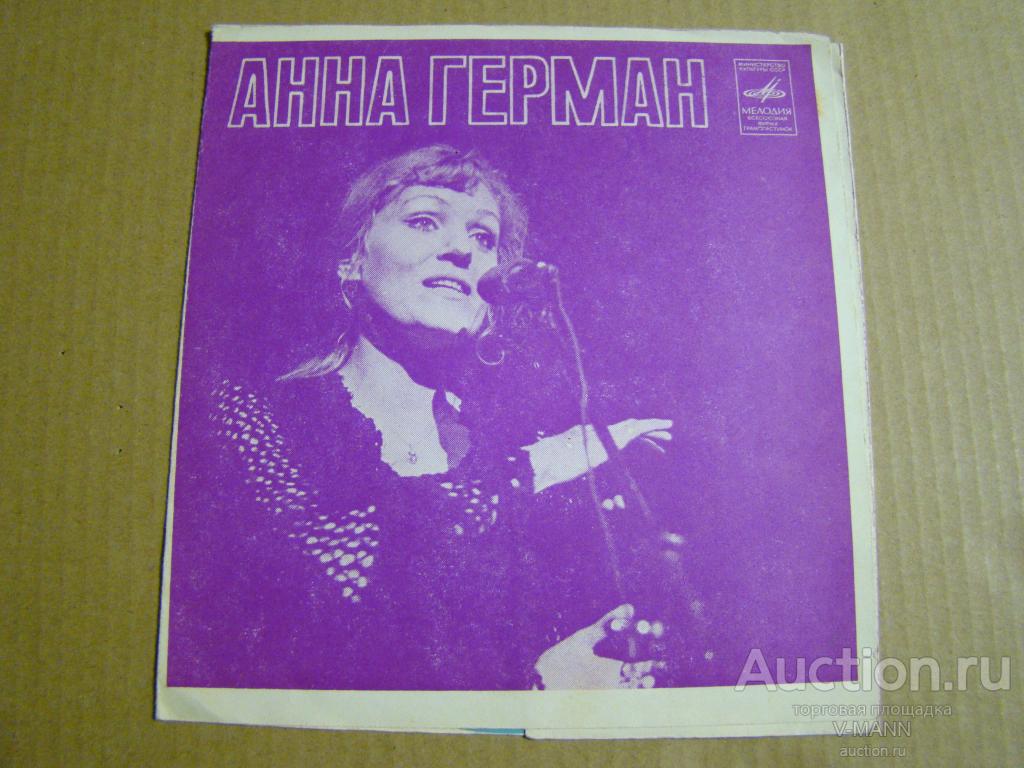 АННА ГЕРМАН
МИНИСТЕРСТВО
КУЛЬТУРЫ СССР
МЕЛОДИЯ
ВСЕСОЮЗНАЯ
ФИРМА
ГРАМПЛАСТИНОК
Auction.ru
торговая площадка
V-MANN
auction.ru